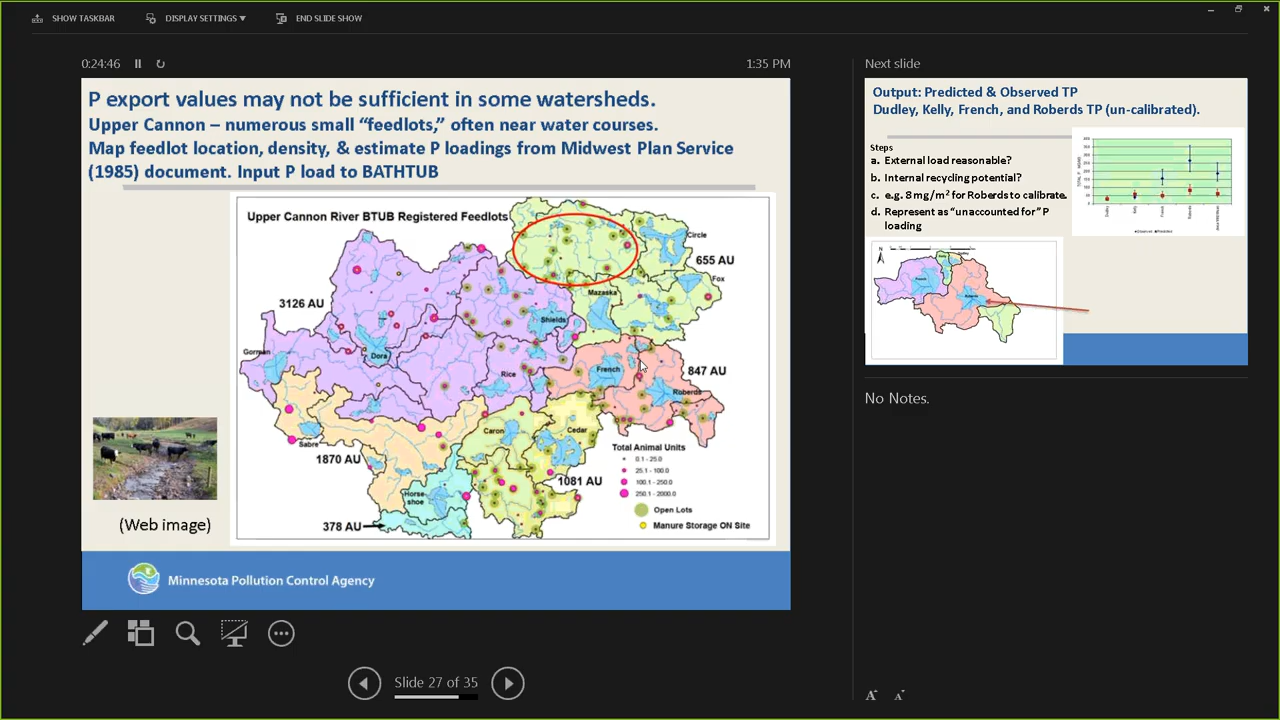 SHOW TASKBAR
DISPLAY SETTINGS ▾
END SLIDE SHOW
0:24:46
1:35 PM
P export values may not be sufficient in some watersheds.
Upper Cannon – numerous small “feedlots,” often near water courses.
Map feedlot location, density, & estimate P loadings from Midwest Plan Service
(1985) document. Input P load to BATHTUB
Upper Cannon River BTUB Registered Feedlots
Circle
655 AU
Fox
Mazaska
3126 AU
Shields
Dora
Gorman
Rice
French
847 AU
Roberds
Caron
Cedar
Sabre
1870 AU
Total Animal Units
0.1 - 25.0
25.1 - 100.0
100.1 - 250.0
250.1 - 2000.0
1081 AU
Horse-
shoe
Open Lots
378 AU
Manure Storage ON Site
(Web image)
Minnesota Pollution Control Agency
Slide 27 of 35
Next slide
Output: Predicted & Observed TP
Dudley, Kelly, French, and Roberds TP (un-calibrated).
Steps
a. External load reasonable?
b. Internal recycling potential?
c. e.g. 8 mg/m² for Roberds to calibrate.
d. Represent as “unaccounted for” P
loading
No Notes.